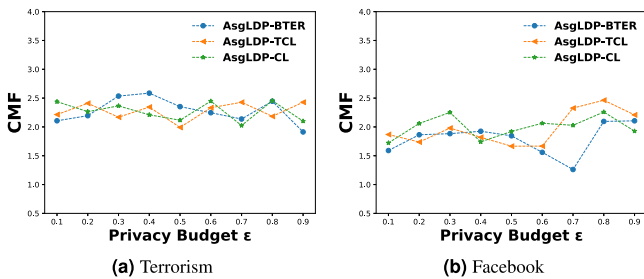 4.0
3.5
3.0
2.5
2.0
1.5
1.0
0.5
CMF
AsgLDP-BTER
AsgLDP-TCL
AsgLDP-CL
0.1 0.2 0.3 0.4 0.5 0.6 0.7 0.8 0.9
Privacy Budget ε
(a) Terrorism
4.0
3.5
3.0
2.5
2.0
1.5
1.0
0.5
CMF
AsgLDP-BTER
AsgLDP-TCL
AsgLDP-CL
0.1 0.2 0.3 0.4 0.5 0.6 0.7 0.8 0.9
Privacy Budget ε
(b) Facebook